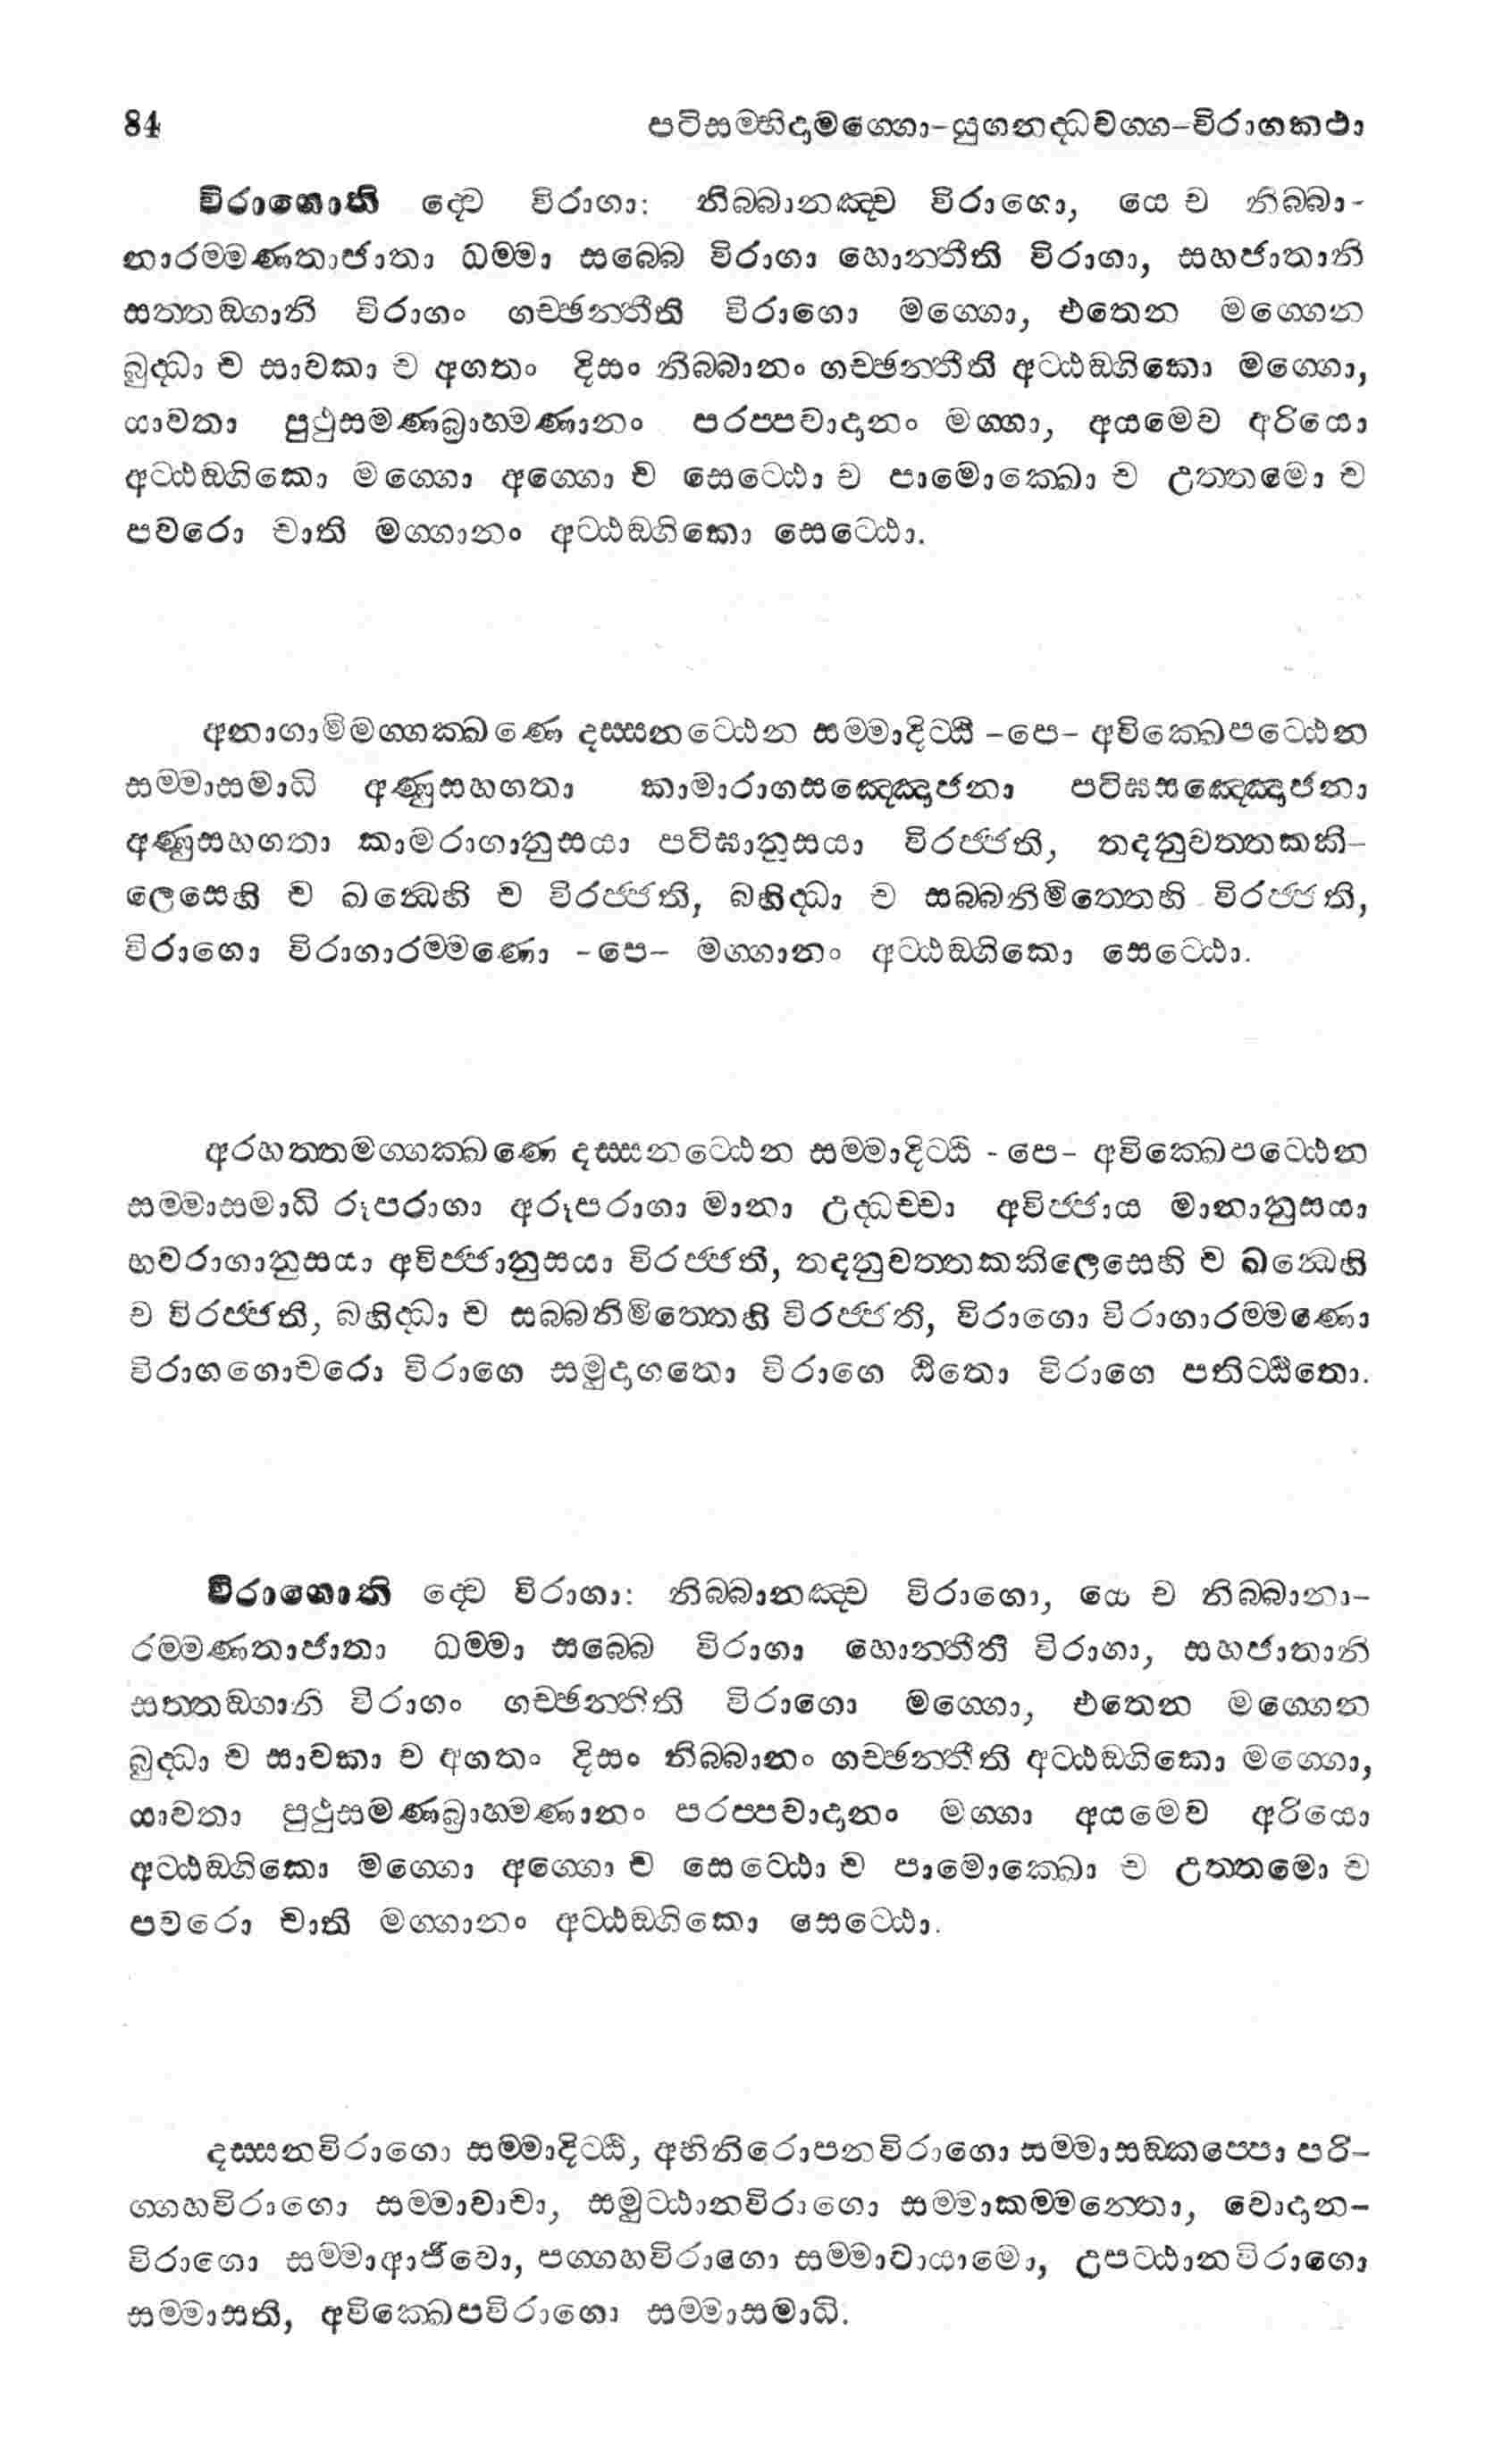 84 පටිසම්භිදාමග්ගො-යුගනද්ධවග්ග-විරාගකථා
විරාගොති ද්වෙ විරාගා: නිබ්බානඤ්ච විරාගො, යෙ ච නිබ්බා-
නාරම්මණතාජාතා ධම්මා සබ්බෙ විරාගා හොන්තීති විරාගා, සහජාතානි
සත්තඞ්ගානි විරාගං ගච්ඡන්තීති විරාගො මග්ගො, එතෙන මග්ගෙන
බුද්ධා ච සාවකා ච අගතං දිසං නිබ්බානං ගච්ඡන්තීති අට්ඨඞ්ගිකො මග්ගො,
යාවතා පුථුසමණබ්‍රාහ්මණානං පරප්පවාදානං මග්ගා, අයමෙව අරියො
අට්ඨඞ්ගිකො මග්ගො අග්ගො ච සෙට්ඨො ච පාමොක්ඛො ච උත්තමො ච
පවරො චාති මග්ගානං අට්ඨඞ්ගිකො සෙට්ඨො.
අනාගාමිමග්ගක්ඛණෙ දස්සනට්ඨෙන සම්මාදිට්ඨි -පෙ- අවික්ඛෙපට්ඨෙන
සම්මාසමාධි අණුසහගතා කාමාරාගසඤ්ඤොජනා පටිඝසඤ්ඤොජනා
අණුසහගතා කාමරාගානුසයා පටිඝානුසයා විරජ්ජති, තදනුවත්තකකි-
ලෙසෙහි ච ඛන්ධෙහි ච විරජ්ජති, බහිද්ධා ච සබ්බනිමිත්තෙහි විරජ්ජති,
විරාගො විරාගාරම්මණො -පෙ- මග්ගානං අට්ඨඞ්ගිකො සෙට්ඨො.
අරහත්තමග්ගක්ඛණෙ දස්සනට්ඨෙන සම්මාදිට්ඨි -පෙ- අවික්ඛෙපට්ඨෙන
සම්මාසමාධි රූපරාගා අරූපරාගා මානා උද්ධච්චා අවිජ්ජාය මානානුසයා
භවරාගානුසයා අවිජ්ජානුසයා විරජ්ජති, තදනුවත්තකකිලෙසෙහි ච ඛන්ධෙහි
ච විරජ්ජති, බහිද්ධා ච සබ්බනිමිත්තෙහි විරජ්ජති, විරාගො විරාගාරම්මණො
විරාගගොචරො විරාගෙ සමුදාගතො විරාගෙ ඨිතො විරාගෙ පතිට්ඨිතො.
විරාගොති ද්වෙ විරාගා: නිබ්බානඤ්ච විරාගො, යෙ ච නිබ්බානා-
රම්මණතාජාතා ධම්මා සබ්බෙ විරාගා හොන්තීති විරාගා, සහජාතානි
සත්තඞ්ගානි විරාගං ගච්ඡන්තීති විරාගො මග්ගො, එතෙන මග්ගෙන
බුද්ධා ච සාවකා ච අගතං දිසං නිබ්බානං ගච්ඡන්තීති අට්ඨඞ්ගිකො මග්ගො,
යාවතා පුථුසමණබ්‍රාහ්මණානං පරප්පවාදානං මග්ගා අයමෙව අරියො
අට්ඨඞ්ගිකො මග්ගො අග්ගො ච සෙට්ඨො ච පාමොක්ඛො ච උත්තමො ච
පවරො චාති මග්ගානං අට්ඨඞ්ගිකො සෙට්ඨො.
දස්සනවිරාගො සම්මාදිට්ඨි, අභිනිරොපනවිරාගො සම්මාසඞ්කප්පො පරි-
ග්ගහවිරාගො සම්මාවාචා, සමුට්ඨානවිරාගො සම්මාකම්මන්තො, වොදාන-
විරාගො සම්මාආජීවො, පග්ගහවිරාගො සම්මාවායාමො, උපට්ඨානවිරාගො
සම්මාසති, අවික්ඛෙපවිරාගො සම්මාසමාධි.